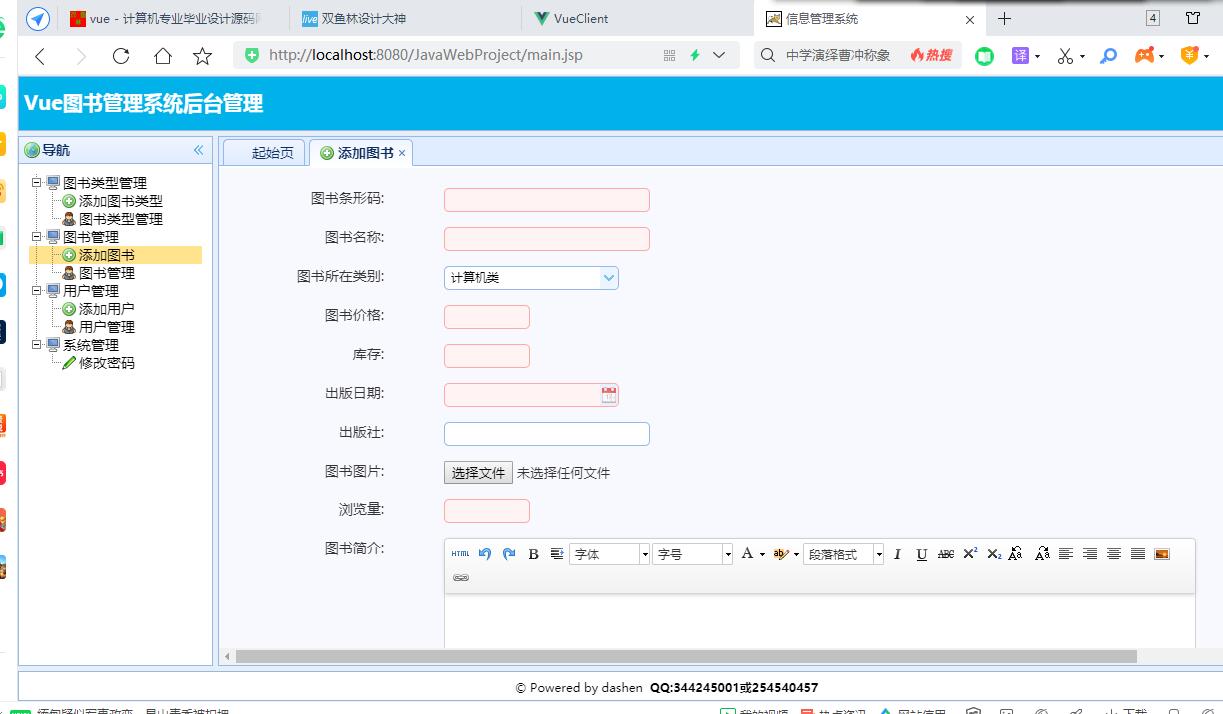 vue - 计算机专业毕业设计源码网
live 双鱼林设计大神
VueClient
信息管理系统
4
http://localhost:8080/JavaWebProject/main.jsp
中学演绎曹冲称象
热搜
译
Vue图书管理系统后台管理
导航
起始页
添加图书
图书类型管理
添加图书类型
图书类型管理
图书管理
添加图书
图书管理
用户管理
添加用户
用户管理
系统管理
修改密码
图书条形码:
图书名称:
图书所在类别:
计算机类
图书价格:
库存:
出版日期:
出版社:
图书图片:
选择文件 未选择任何文件
浏览量:
图书简介:
HTML B 字体 字号 A ab 段落格式 I U ABC X² X₂
© Powered by dashen QQ:344245001或254540457